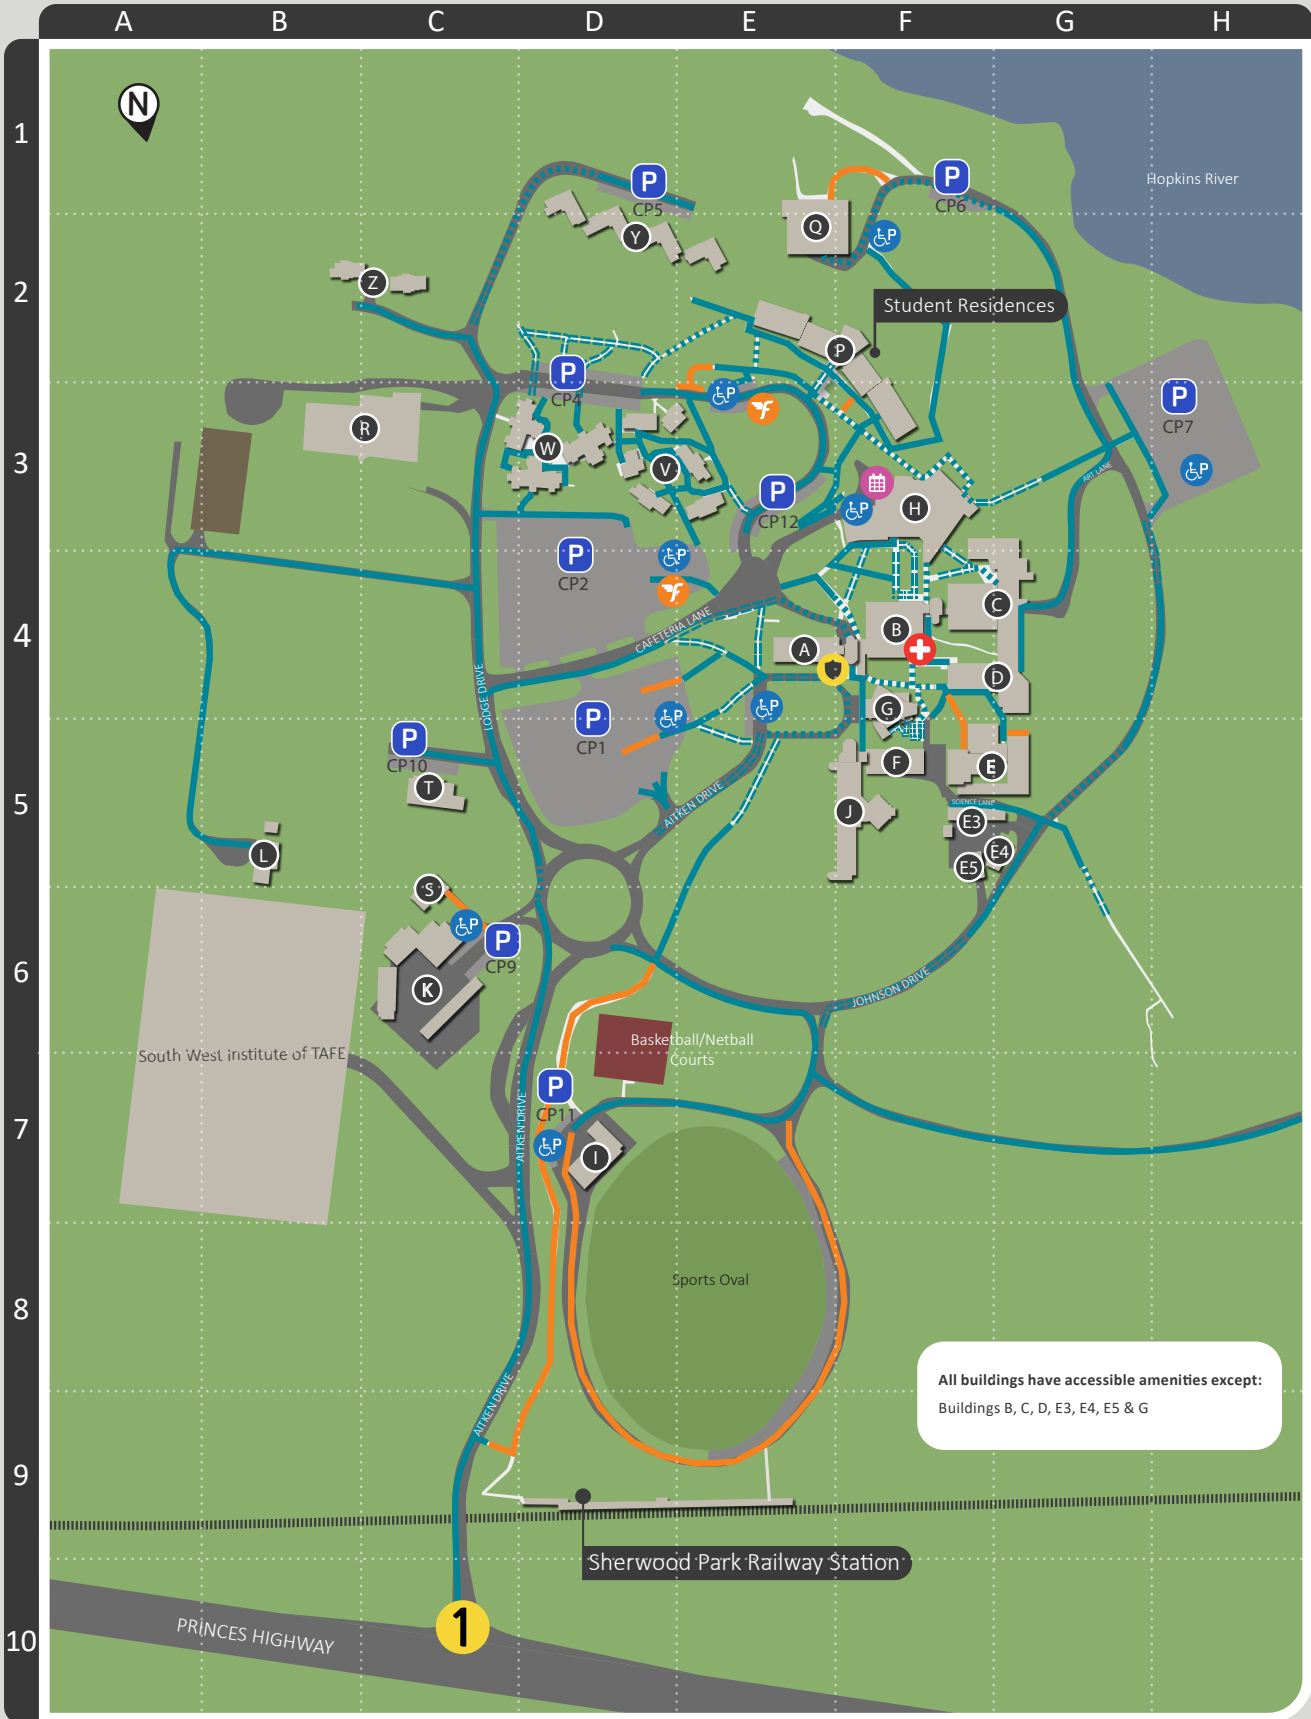 A B C D E F G H
N
1
P
CP5
P
CP6
Hopkins River
Q
P
Y
2
Z
Student Residences
P
P
CP4
P
CP7
3
R
W
V
P
P
CP12
P
H
ART LANE
P
P
CP2
C
4
CAFETERIA LANE
B
A
D
LODGE DRIVE
P
CP1
P
P
G
P
CP10
F
E
T
5
AITKEN DRIVE
J
SCIENCE LANE
E3
E4
E5
L
S
P
P
CP9
6
K
JOHNSON DRIVE
Basketball/Netball
Courts
South West Institute of TAFE
P
CP11
7
AITKEN DRIVE
P
I
8
Sports Oval
All buildings have accessible amenities except:
Buildings B, C, D, E3, E4, E5 & G
AITKEN DRIVE
9
Sherwood Park Railway Station
1
PRINCES HIGHWAY
10